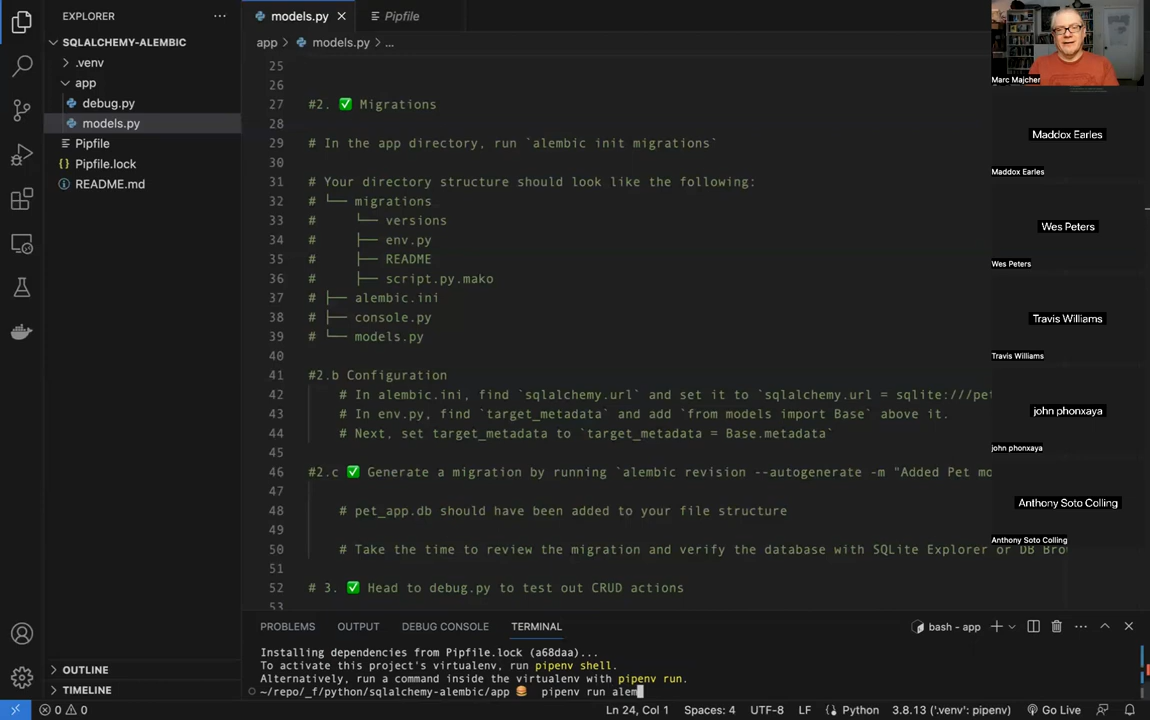 EXPLORER
SQLALCHEMY-ALEMBIC
.venv
app
debug.py
models.py
Pipfile
Pipfile.lock
README.md
OUTLINE
TIMELINE
models.py
Pipfile
app > models.py > ...
25
26
27 #2. ✅ Migrations
28
29 # In the app directory, run `alembic init migrations`
30
31 # Your directory structure should look like the following:
32 # └── migrations
33 #     └── versions
34 #     ├── env.py
35 #     ├── README
36 #     ├── script.py.mako
37 # ├── alembic.ini
38 # ├── console.py
39 # └── models.py
40
41 #2.b Configuration
42 # In alembic.ini, find `sqlalchemy.url` and set it to `sqlalchemy.url = sqlite:///pet
43 # In env.py, find `target_metadata` and add `from models import Base` above it.
44 # Next, set target_metadata to `target_metadata = Base.metadata`
45
46 #2.c ✅ Generate a migration by running `alembic revision --autogenerate -m "Added Pet mo
47
48 # pet_app.db should have been added to your file structure
49
50 # Take the time to review the migration and verify the database with SQLite Explorer or DB Bro
51
52 # 3. ✅ Head to debug.py to test out CRUD actions
53
Marc Majcher
Maddox Earles
Maddox Earles
Wes Peters
Wes Peters
Travis Williams
Travis Williams
john phonxaya
john phonxaya
Anthony Soto Colling
Anthony Soto Colling
PROBLEMS OUTPUT DEBUG CONSOLE TERMINAL
bash - app
Installing dependencies from Pipfile.lock (a68daa)...
To activate this project's virtualenv, run pipenv shell.
Alternatively, run a command inside the virtualenv with pipenv run.
~/repo/_f/python/sqlalchemy-alembic/app 🍔 pipenv run alem
0 0
Ln 24, Col 1 Spaces: 4 UTF-8 LF Python 3.8.13 ('.venv': pipenv) Go Live